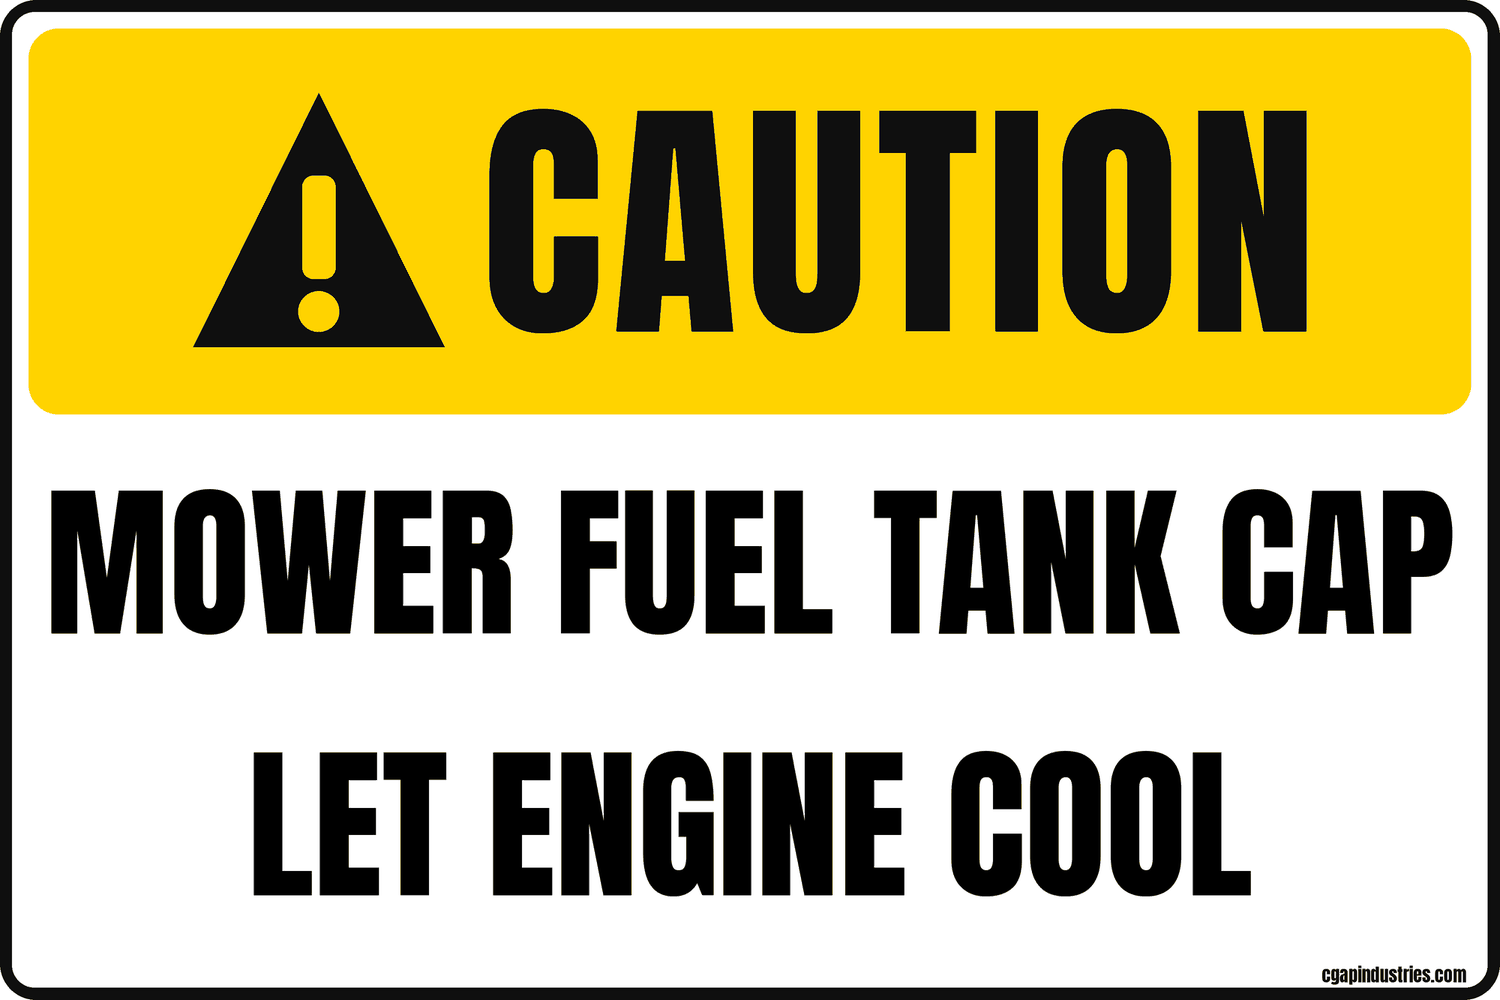 CAUTION
MOWER FUEL TANK CAP
LET ENGINE COOL
cgapindustries.com